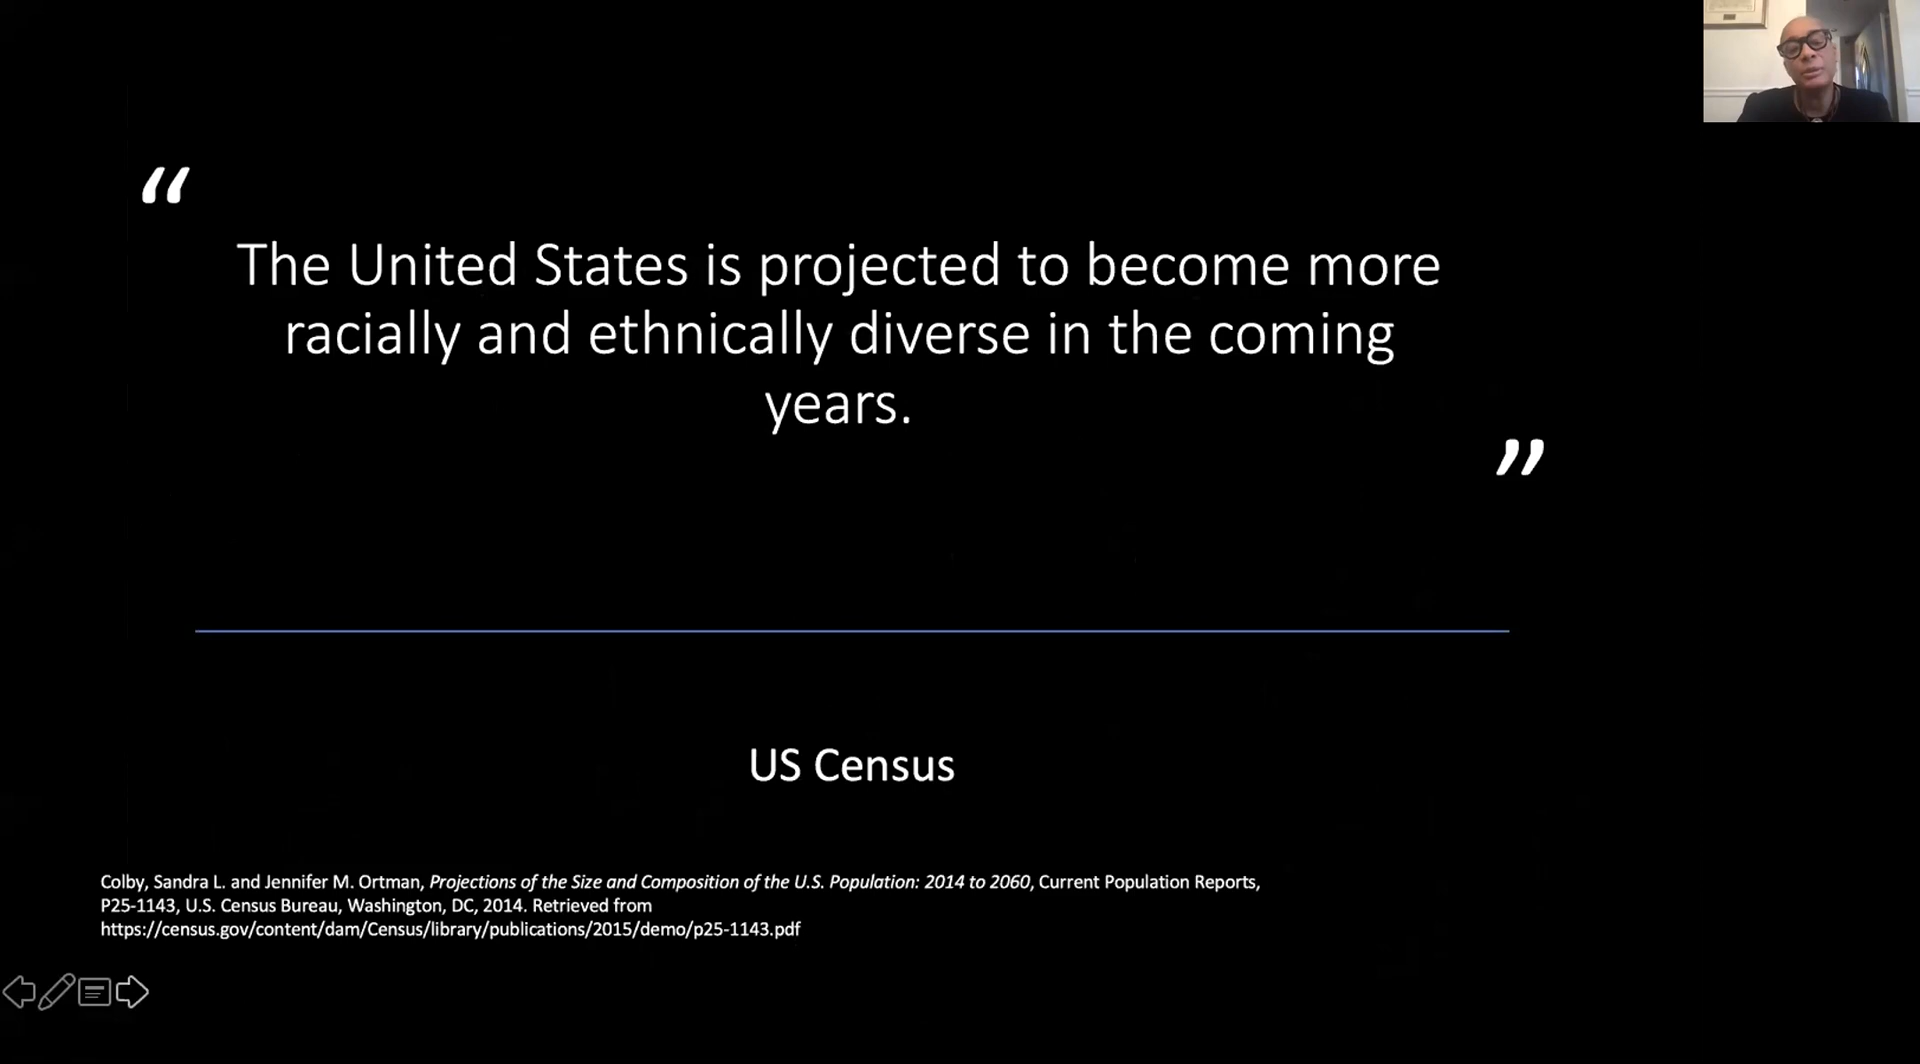 “
The United States is projected to become more
racially and ethnically diverse in the coming
years.
”
US Census
Colby, Sandra L. and Jennifer M. Ortman, Projections of the Size and Composition of the U.S. Population: 2014 to 2060, Current Population Reports,
P25-1143, U.S. Census Bureau, Washington, DC, 2014. Retrieved from
https://census.gov/content/dam/Census/library/publications/2015/demo/p25-1143.pdf